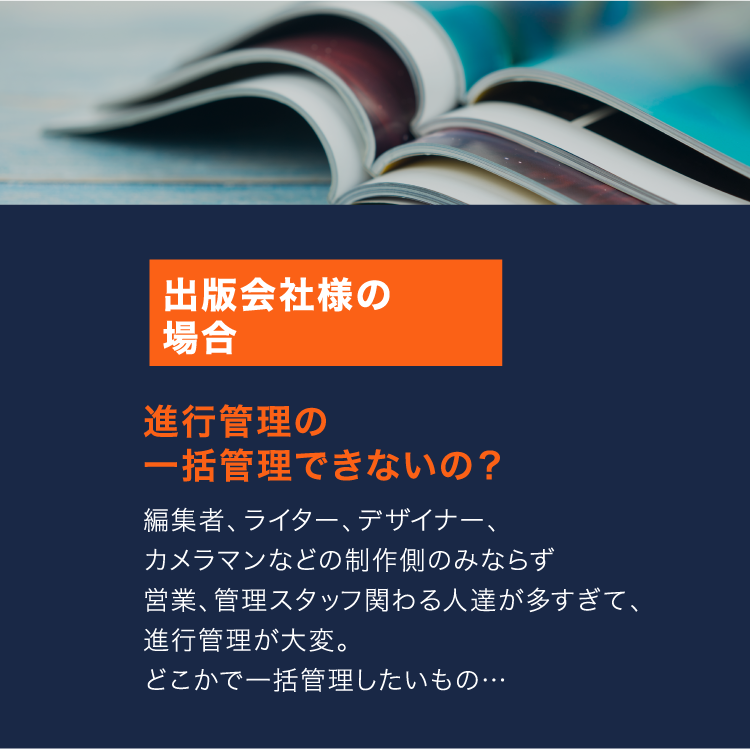 出版会社様の
場合
進行管理の
一括管理できないの？
編集者、ライター、デザイナー、
カメラマンなどの制作側のみならず
営業、管理スタッフ関わる人達が多すぎて、
進行管理が大変。
どこかで一括管理したいもの…